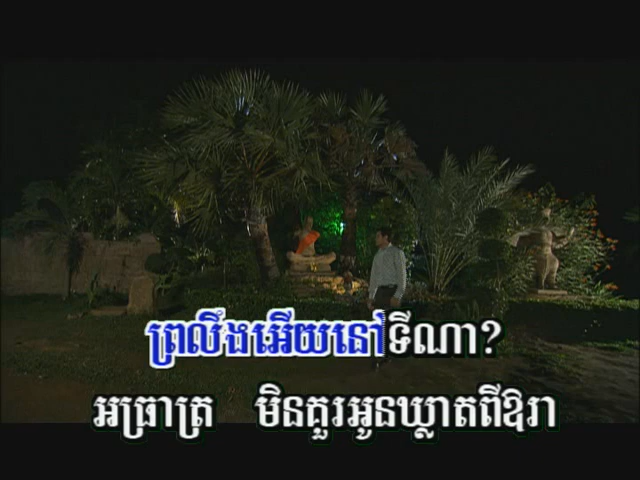 ព្រលឹងអើយនៅទីណា?
អធ្រាត្រ មិនគួរអូនឃ្លាតពីឱរា